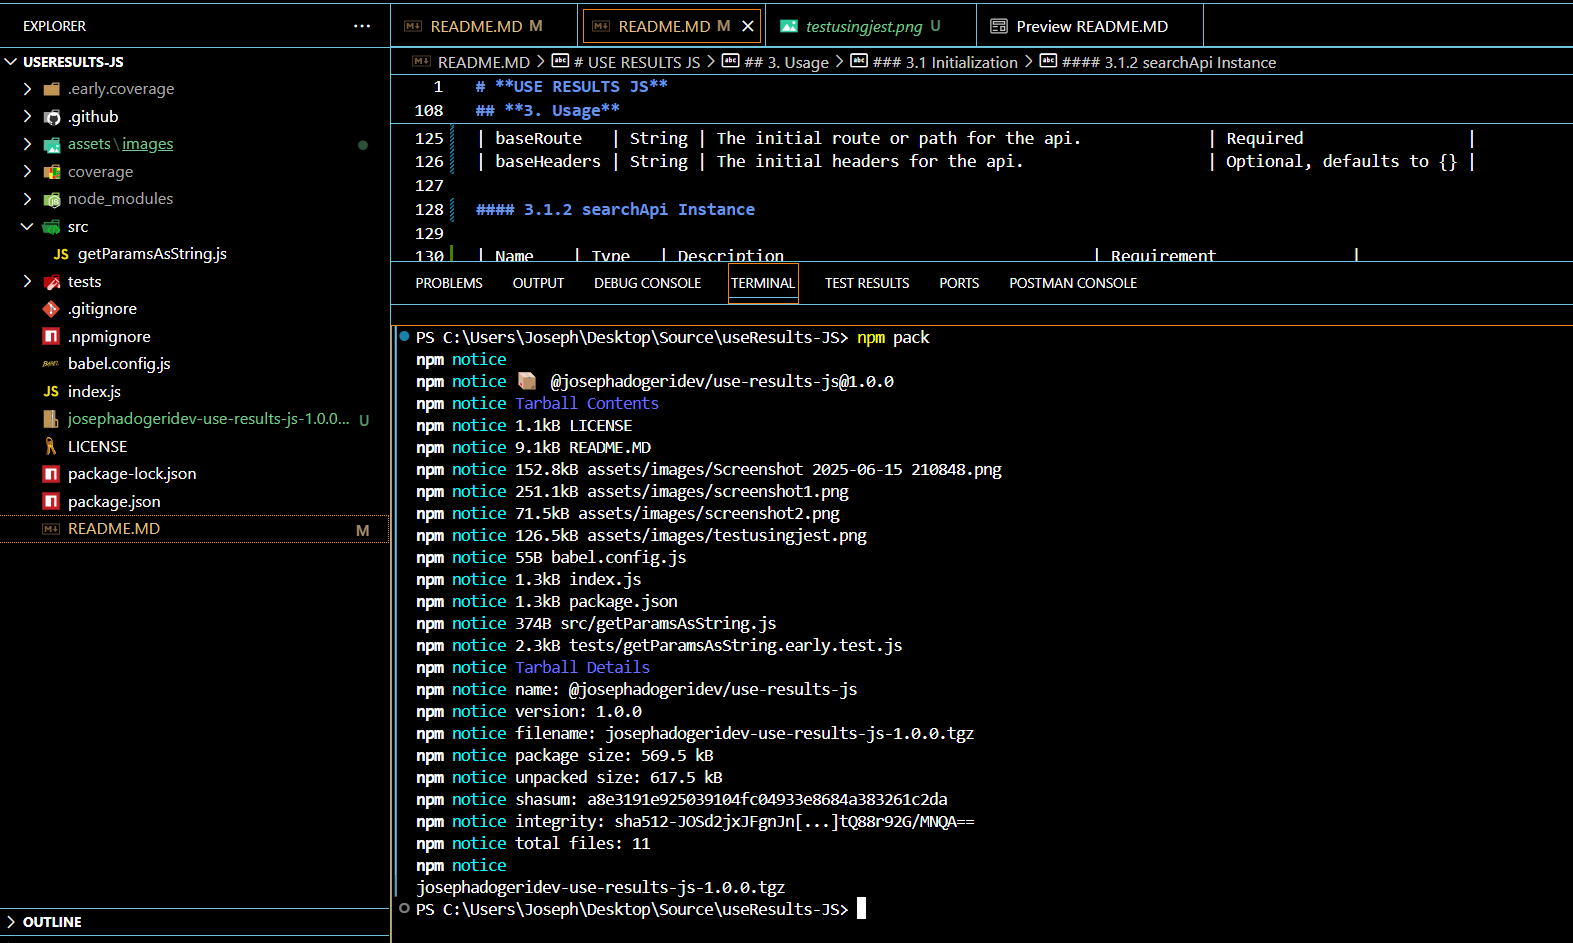 EXPLORER
USERESULTS-JS
.early.coverage
.github
assets\images
coverage
node_modules
src
JS getParamsAsString.js
tests
.gitignore
.npmignore
babel.config.js
JS index.js
josephadogeridev-use-results-js-1.0.0... U
LICENSE
package-lock.json
package.json
README.MD M
OUTLINE
README.MD M
README.MD M
testusingjest.png U
Preview README.MD
README.MD > # USE RESULTS JS > ## 3. Usage > ### 3.1 Initialization > #### 3.1.2 searchApi Instance
1 # **USE RESULTS JS**
108 ## **3. Usage**
125 | baseRoute | String | The initial route or path for the api. | Required |
126 | baseHeaders | String | The initial headers for the api. | Optional, defaults to {} |
127
128 #### 3.1.2 searchApi Instance
129
130 | Name | Type | Description | Requirement |
PROBLEMS OUTPUT DEBUG CONSOLE TERMINAL TEST RESULTS PORTS POSTMAN CONSOLE
PS C:\Users\Joseph\Desktop\Source\useResults-JS> npm pack
npm notice
npm notice 📦 @josephadogeridev/use-results-js@1.0.0
npm notice Tarball Contents
npm notice 1.1kB LICENSE
npm notice 9.1kB README.MD
npm notice 152.8kB assets/images/Screenshot 2025-06-15 210848.png
npm notice 251.1kB assets/images/screenshot1.png
npm notice 71.5kB assets/images/screenshot2.png
npm notice 126.5kB assets/images/testusingjest.png
npm notice 55B babel.config.js
npm notice 1.3kB index.js
npm notice 1.3kB package.json
npm notice 374B src/getParamsAsString.js
npm notice 2.3kB tests/getParamsAsString.early.test.js
npm notice Tarball Details
npm notice name: @josephadogeridev/use-results-js
npm notice version: 1.0.0
npm notice filename: josephadogeridev-use-results-js-1.0.0.tgz
npm notice package size: 569.5 kB
npm notice unpacked size: 617.5 kB
npm notice shasum: a8e3191e925039104fc04933e8684a383261c2da
npm notice integrity: sha512-JOSd2jxJFgnJn[...]tQ88r92G/MNQA==
npm notice total files: 11
npm notice
josephadogeridev-use-results-js-1.0.0.tgz
PS C:\Users\Joseph\Desktop\Source\useResults-JS>